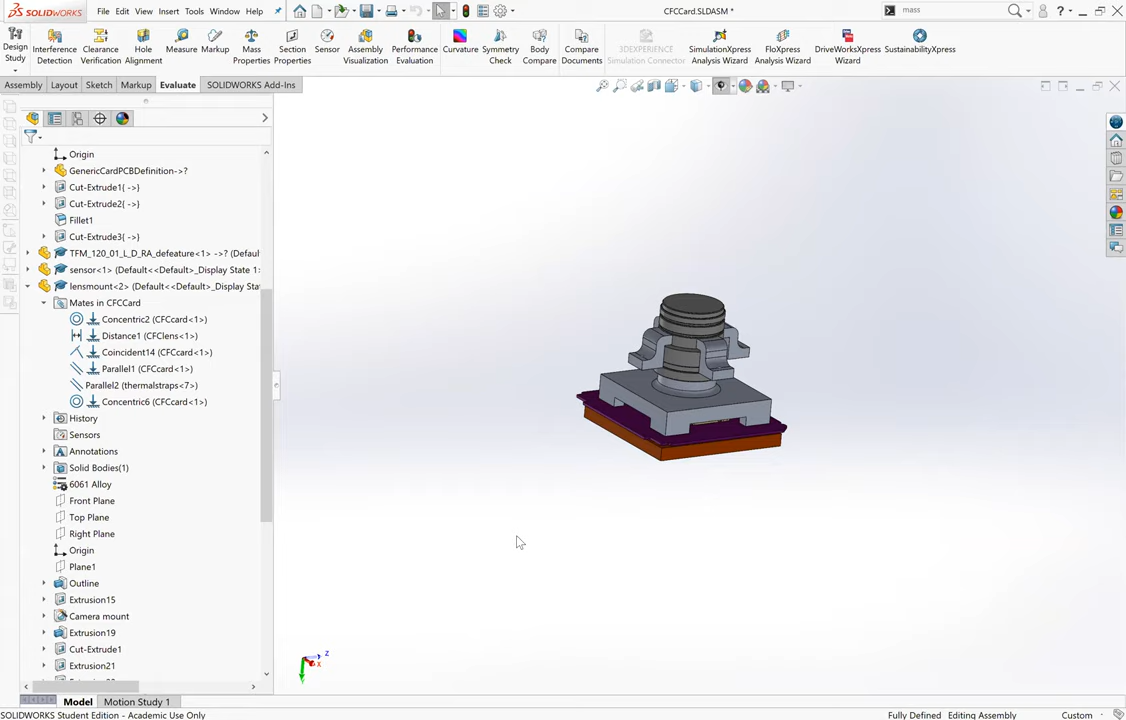 SOLIDWORKS File Edit View Insert Tools Window Help CFCCard.SLDASM * mass
Design Study
Interference Detection
Clearance Verification
Hole Alignment
Measure
Markup
Mass Properties
Section Properties
Sensor
Assembly Visualization
Performance Evaluation
Curvature
Symmetry Check
Body Compare
Compare Documents
3DEXPERIENCE Simulation Connector
SimulationXpress Analysis Wizard
FloXpress Analysis Wizard
DriveWorksXpress Wizard
SustainabilityXpress
Assembly Layout Sketch Markup Evaluate SOLIDWORKS Add-Ins
Origin
GenericCardPCBDefinition->?
Cut-Extrude1( ->)
Cut-Extrude2( ->)
Fillet1
Cut-Extrude3( ->)
TFM_120_01_L_D_RA_defeature<1> ->? (Defaul
sensor<1> (Default<<Default>_Display State 1
lensmount<2> (Default<<Default>_Display Sta
Mates in CFCCard
Concentric2 (CFCcard<1>)
Distance1 (CFClens<1>)
Coincident14 (CFCcard<1>)
Parallel1 (CFCcard<1>)
Parallel2 (thermalstraps<7>)
Concentric6 (CFCcard<1>)
History
Sensors
Annotations
Solid Bodies(1)
6061 Alloy
Front Plane
Top Plane
Right Plane
Origin
Plane1
Outline
Extrusion15
Camera mount
Extrusion19
Cut-Extrude1
Extrusion21
Z
X
Model Motion Study 1
SOLIDWORKS Student Edition - Academic Use Only Fully Defined Editing Assembly Custom